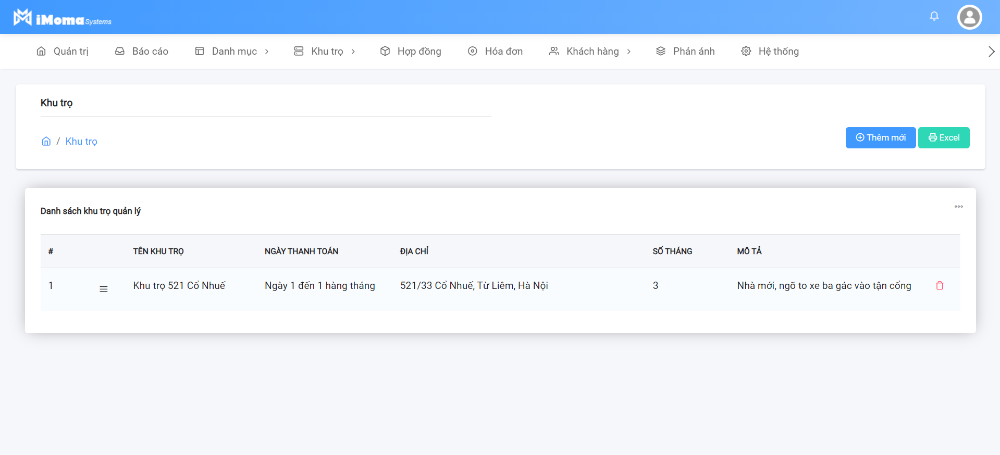 iMoma Systems
Quản trị Báo cáo Danh mục Khu trọ Hợp đồng Hóa đơn Khách hàng Phản ánh Hệ thống
Khu trọ
/ Khu trọ
Thêm mới Excel
Danh sách khu trọ quản lý
# TÊN KHU TRỌ NGÀY THANH TOÁN ĐỊA CHỈ SỐ THÁNG MÔ TẢ
1 Khu trọ 521 Cổ Nhuế Ngày 1 đến 1 hàng tháng 521/33 Cổ Nhuế, Từ Liêm, Hà Nội 3 Nhà mới, ngõ to xe ba gác vào tận cổng